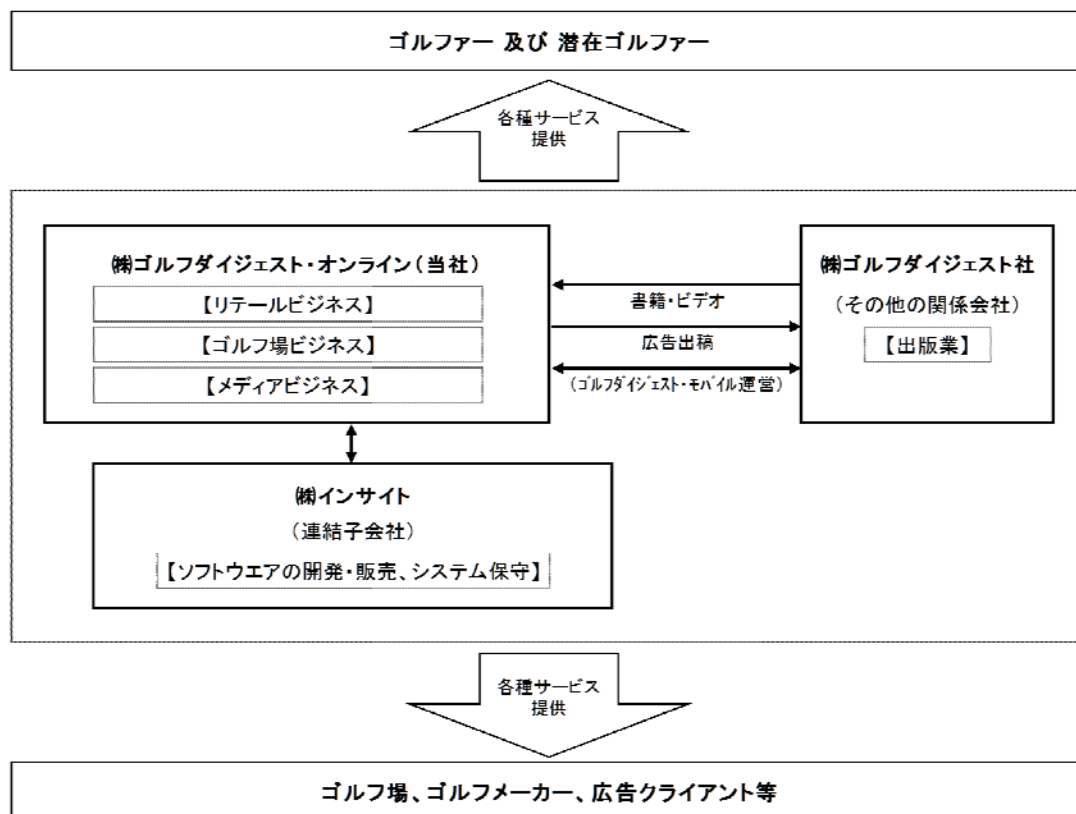 ゴルファー 及び 潜在ゴルファー
各種サービス
提供
㈱ゴルフダイジェスト・オンライン(当社)
【リテールビジネス】
【ゴルフ場ビジネス】
【メディアビジネス】
書籍・ビデオ
広告出稿
(ゴルフダイジェスト・モバイル運営)
㈱ゴルフダイジェスト社
(その他の関係会社)
【出版業】
㈱インサイト
(連結子会社)
【ソフトウエアの開発・販売、システム保守】
各種サービス
提供
ゴルフ場、ゴルフメーカー、広告クライアント等